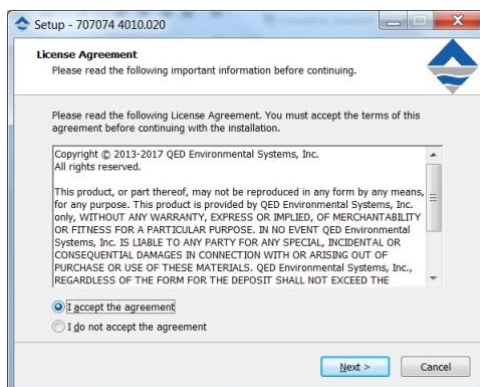 Setup - 707074 4010.020
License Agreement
Please read the following important information before continuing.
Please read the following License Agreement. You must accept the terms of this
agreement before continuing with the installation.
Copyright © 2013-2017 QED Environmental Systems, Inc.
All rights reserved.
This product, or part thereof, may not be reproduced in any form by any means,
for any purpose. This product is provided by QED Environmental Systems, Inc.
only, WITHOUT ANY WARRANTY, EXPRESS OR IMPLIED, OF MERCHANTABILITY
OR FITNESS FOR A PARTICULAR PURPOSE. IN NO EVENT QED Environmental
Systems, Inc. IS LIABLE TO ANY PARTY FOR ANY SPECIAL, INCIDENTAL OR
CONSEQUENTIAL DAMAGES IN CONNECTION WITH OR ARISING OUT OF
PURCHASE OR USE OF THESE MATERIALS. QED Environmental Systems, Inc.,
REGARDLESS OF THE FORM FOR THE DEPOSIT SHALL NOT EXCEED THE
I accept the agreement
I do not accept the agreement
Next >
Cancel